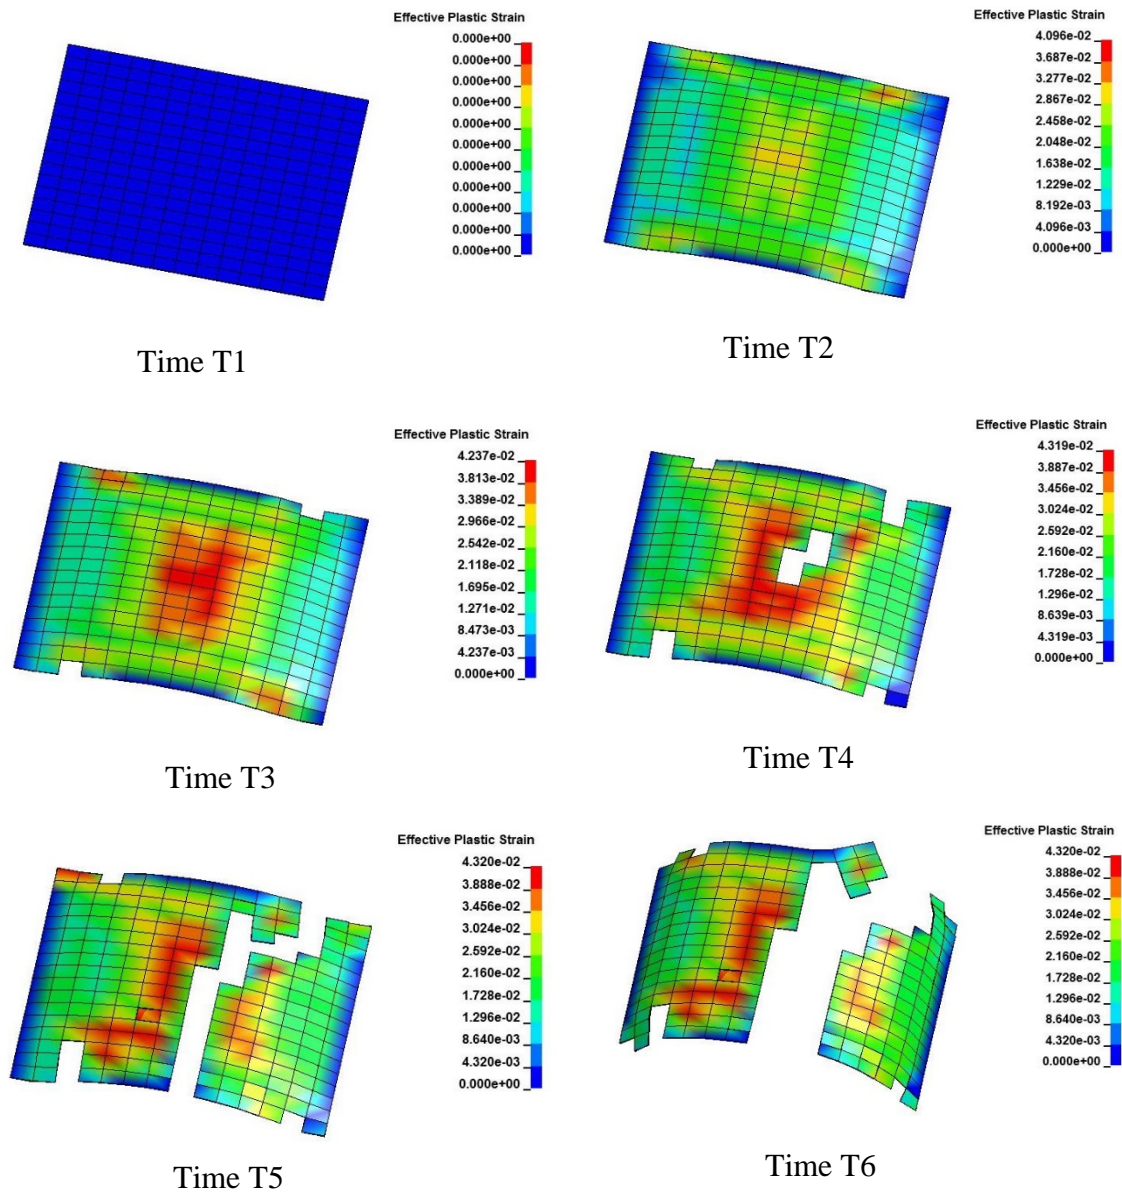 Effective Plastic Strain
0.000e+00
0.000e+00
0.000e+00
0.000e+00
0.000e+00
0.000e+00
0.000e+00
0.000e+00
0.000e+00
0.000e+00
0.000e+00
Time T1
Effective Plastic Strain
4.096e-02
3.687e-02
3.277e-02
2.867e-02
2.458e-02
2.048e-02
1.638e-02
1.229e-02
8.192e-03
4.096e-03
0.000e+00
Time T2
Effective Plastic Strain
4.237e-02
3.813e-02
3.389e-02
2.966e-02
2.542e-02
2.118e-02
1.695e-02
1.271e-02
8.473e-03
4.237e-03
0.000e+00
Time T3
Effective Plastic Strain
4.319e-02
3.887e-02
3.456e-02
3.024e-02
2.592e-02
2.160e-02
1.728e-02
1.296e-02
8.639e-03
4.319e-03
0.000e+00
Time T4
Effective Plastic Strain
4.320e-02
3.888e-02
3.456e-02
3.024e-02
2.592e-02
2.160e-02
1.728e-02
1.296e-02
8.640e-03
4.320e-03
0.000e+00
Time T5
Effective Plastic Strain
4.320e-02
3.888e-02
3.456e-02
3.024e-02
2.592e-02
2.160e-02
1.728e-02
1.296e-02
8.640e-03
4.320e-03
0.000e+00
Time T6